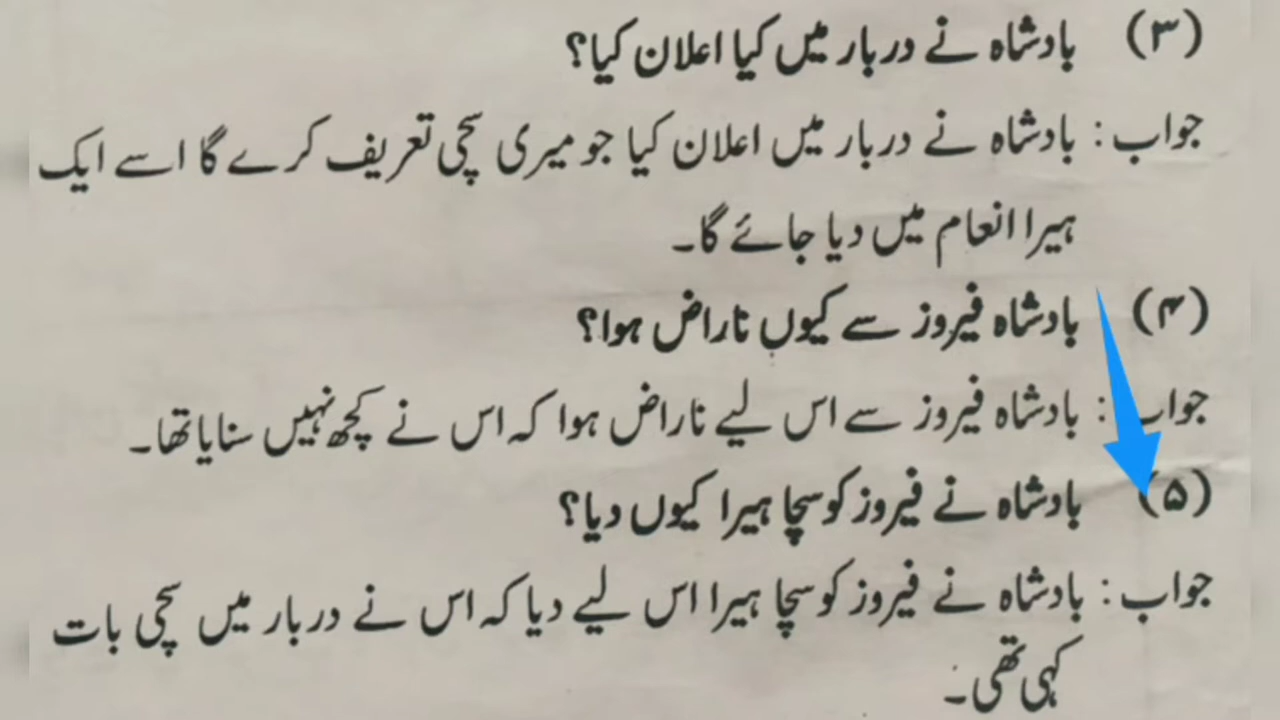 (۳) بادشاہ نے دربار میں کیا اعلان کیا؟
جواب : بادشاہ نے دربار میں اعلان کیا جو میری سچی تعریف کرے گا اسے ایک
ہیرا انعام میں دیا جائے گا۔
(۴) بادشاہ فیروز سے کیوں ناراض ہوا؟
جواب : بادشاہ فیروز سے اس لیے ناراض ہوا کہ اس نے کچھ نہیں سنایا تھا۔
(۵) بادشاہ نے فیروز کو سچا ہیرا کیوں دیا؟
جواب : بادشاہ نے فیروز کو سچا ہیرا اس لیے دیا کہ اس نے دربار میں سچی بات
کہی تھی۔